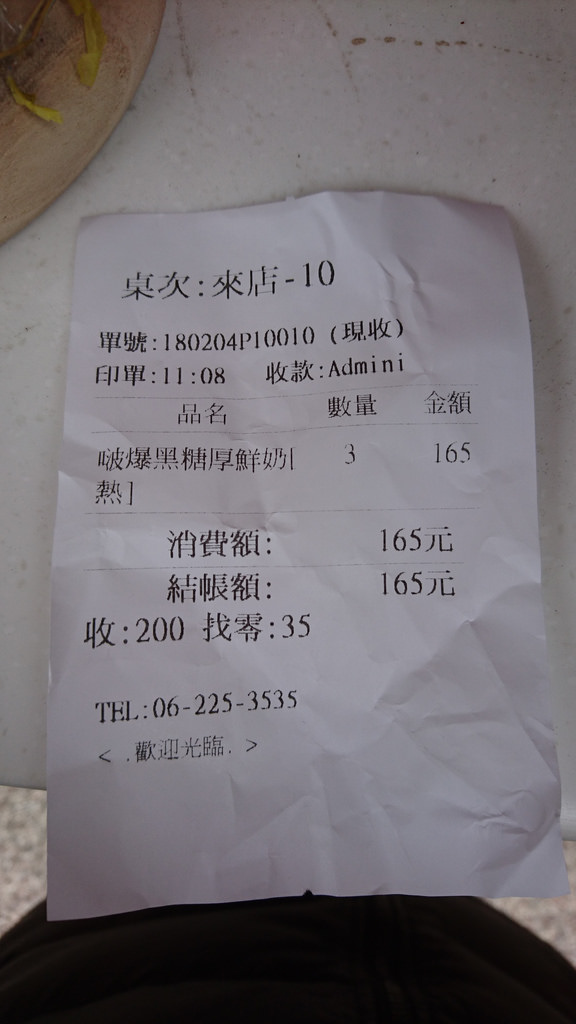 桌次:來店-10
單號:180204P10010 (現收)
印單:11:08 收款:Admini
品名 數量 金額
啵爆黑糖厚鮮奶[ 3 165
熱]
消費額: 165元
結帳額: 165元
收:200 找零:35
TEL:06-225-3535
< .歡迎光臨. >